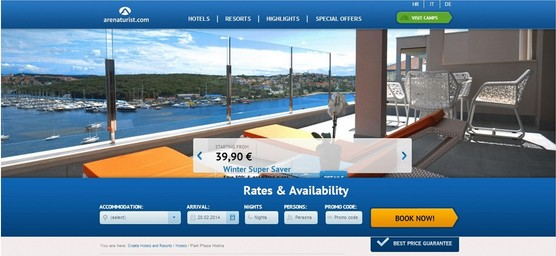 HR | IT | DE
arenaturist.com
HOTELS | RESORTS | HIGHLIGHTS | SPECIAL OFFERS
VISIT CAMPS
STARTING FROM
39,90 €
Winter Super Saver
Rates & Availability
ACCOMMODATION: ARRIVAL: NIGHTS PERSONS: PROMO CODE:
(select) 20.02.2014 Nights Persons Promo code
BOOK NOW!
BEST PRICE GUARANTEE
You are here: Croatia Hotels and Resorts / Hotels / Park Plaza Histria